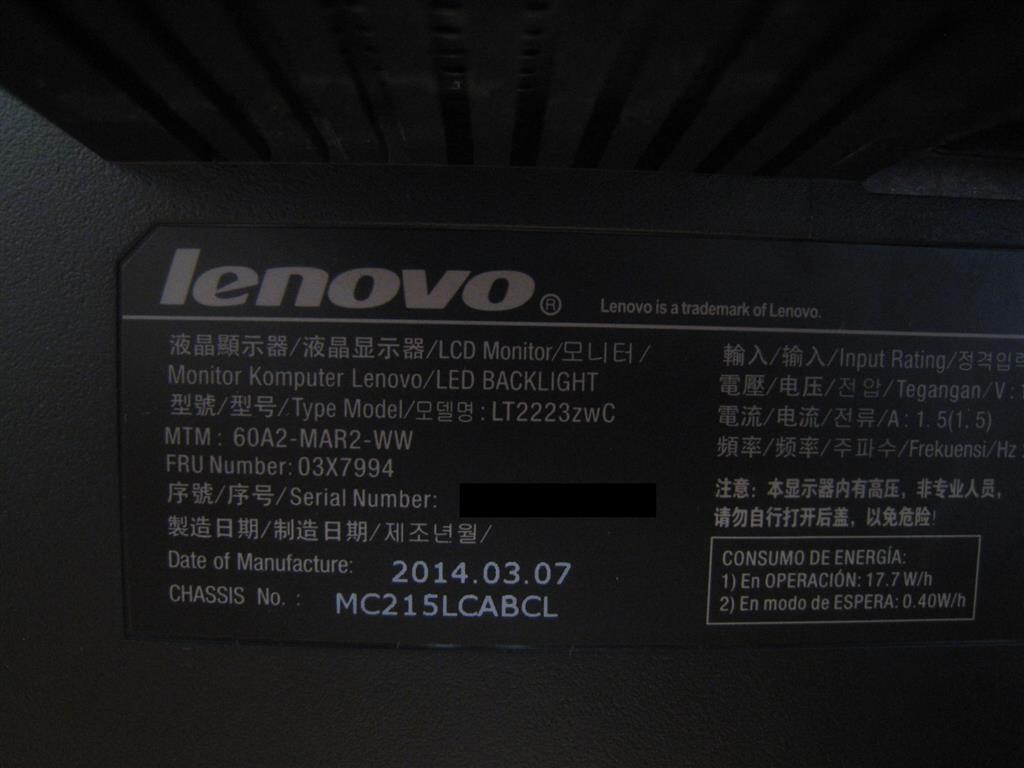 lenovo®
Lenovo is a trademark of Lenovo.
液晶顯示器/液晶显示器/LCD Monitor/모니터/
Monitor Komputer Lenovo/LED BACKLIGHT
型號/型号/Type Model/모델명: LT2223zwC
MTM: 60A2-MAR2-WW
FRU Number: 03X7994
序號/序号/Serial Number:
製造日期/制造日期/제조년월/
Date of Manufacture: 2014.03.07
CHASSIS No. : MC215LCABCL
輸入/输入/Input Rating/정격입력
電壓/电压/전압/Tegangan/V:
電流/电流/전류/A: 1.5(1.5)
頻率/频率/주파수/Frekuensi/Hz
注意: 本显示器内有高压, 非专业人员,
请勿自行打开后盖, 以免危险!
CONSUMO DE ENERGÍA:
1) En OPERACIÓN: 17.7 W/h
2) En modo de ESPERA: 0.40W/h